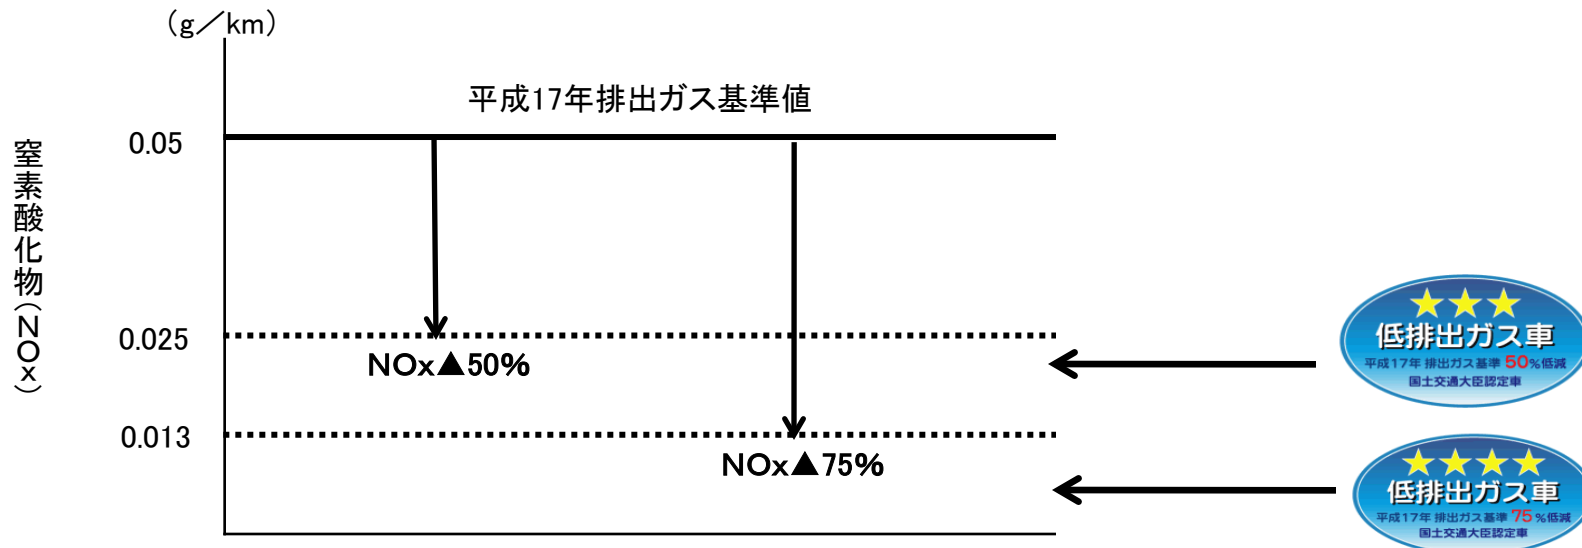 （g／km）
平成17年排出ガス基準値
窒素酸化物（NOx）
0.05
0.025
NOx▲50%
0.013
NOx▲75%
★★★
低排出ガス車
平成17年 排出ガス基準 50%低減
国土交通大臣認定車
★★★★
低排出ガス車
平成17年 排出ガス基準 75%低減
国土交通大臣認定車